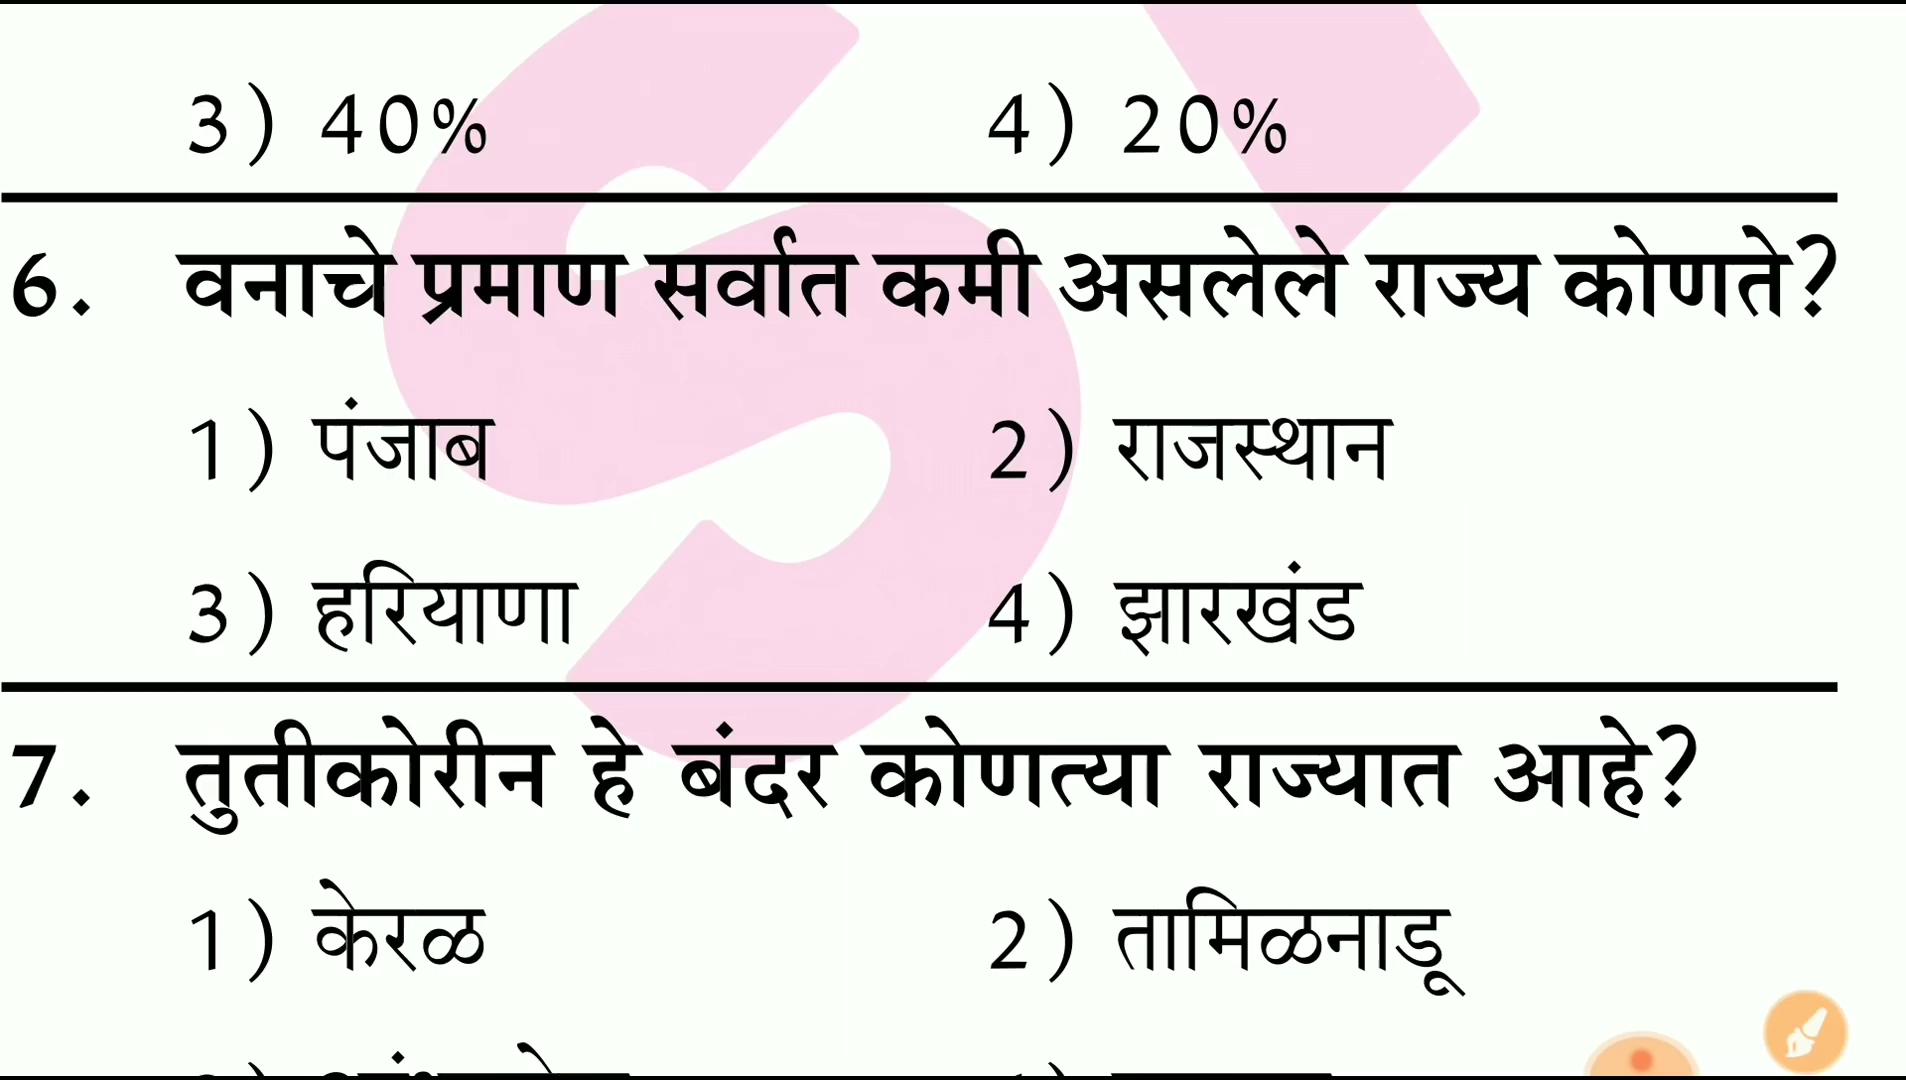 3) 40% 4) 20%
6. वनाचे प्रमाण सर्वात कमी असलेले राज्य कोणते?
1) पंजाब 2) राजस्थान
3) हरियाणा 4) झारखंड
7. तुतीकोरीन हे बंदर कोणत्या राज्यात आहे?
1) केरळ 2) तामिळनाडू